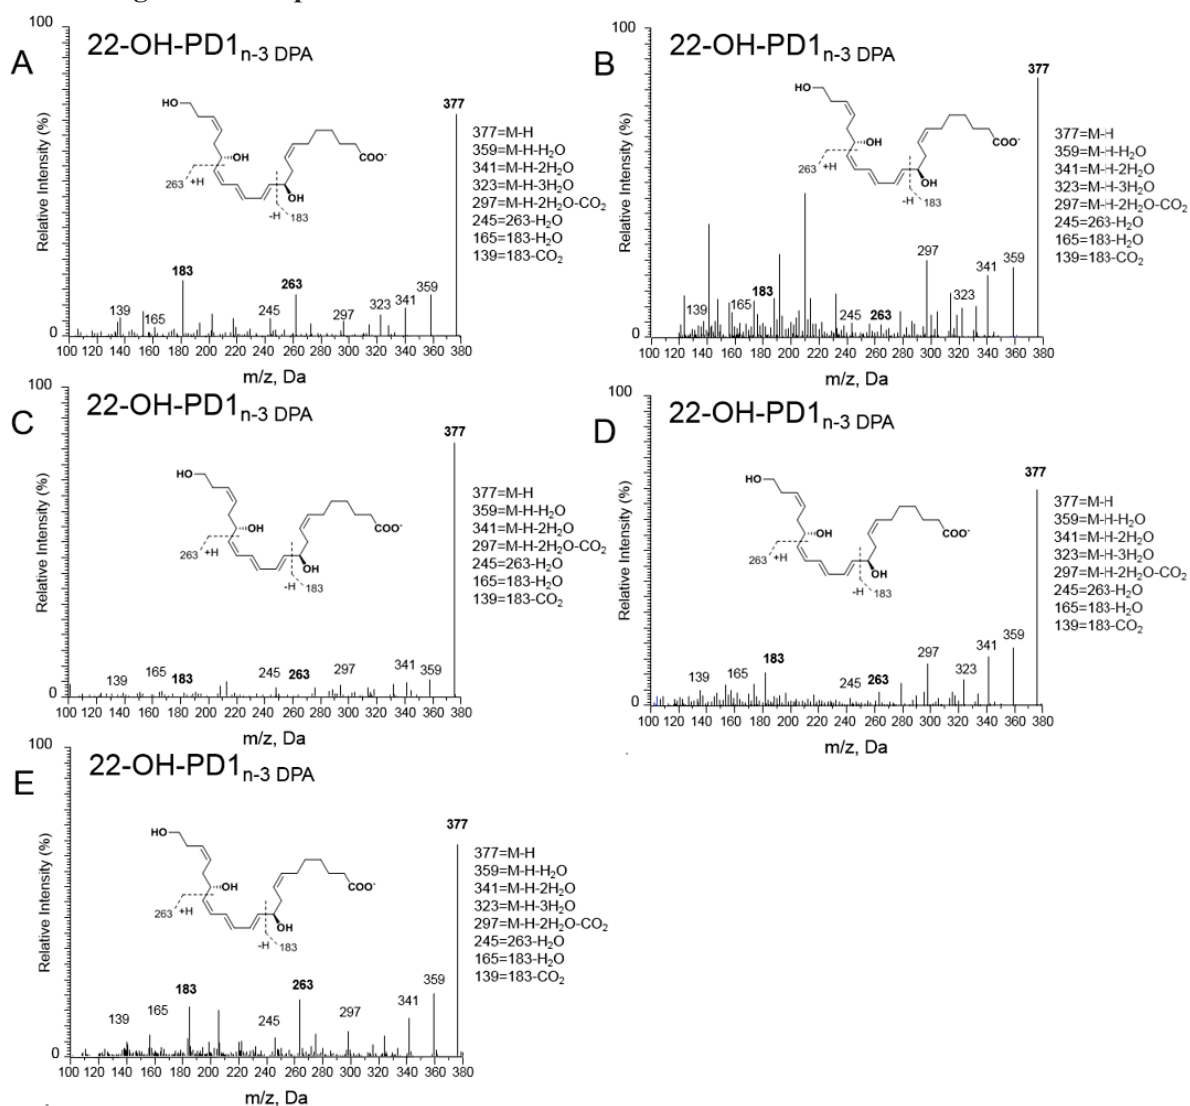 A
22-OH-PD1n-3 DPA
100
Relative Intensity (%)
0
HO
OH
COO-
OH
263 +H
-H 183
377
183
263
139
165
245
297
323
341
359
377=M-H
359=M-H-H2O
341=M-H-2H2O
323=M-H-3H2O
297=M-H-2H2O-CO2
245=263-H2O
165=183-H2O
139=183-CO2
100 120 140 160 180 200 220 240 260 280 300 320 340 360 380
m/z, Da
B
22-OH-PD1n-3 DPA
100
Relative Intensity (%)
0
HO
OH
COO-
OH
263 +H
-H 183
377
139
165
183
245
263
297
323
341
359
377=M-H
359=M-H-H2O
341=M-H-2H2O
323=M-H-3H2O
297=M-H-2H2O-CO2
245=263-H2O
165=183-H2O
139=183-CO2
100 120 140 160 180 200 220 240 260 280 300 320 340 360 380
m/z, Da
C
22-OH-PD1n-3 DPA
100
Relative Intensity (%)
0
HO
OH
COO-
OH
263 +H
-H 183
377
139
165
183
245
263
297
341
359
377=M-H
359=M-H-H2O
341=M-H-2H2O
297=M-H-2H2O-CO2
245=263-H2O
165=183-H2O
139=183-CO2
100 120 140 160 180 200 220 240 260 280 300 320 340 360 380
m/z, Da
D
22-OH-PD1n-3 DPA
100
Relative Intensity (%)
0
HO
OH
COO-
OH
263 +H
-H 183
377
139
165
183
245
263
297
323
341
359
377=M-H
359=M-H-H2O
341=M-H-2H2O
323=M-H-3H2O
297=M-H-2H2O-CO2
245=263-H2O
165=183-H2O
139=183-CO2
100 120 140 160 180 200 220 240 260 280 300 320 340 360 380
m/z, Da
E
22-OH-PD1n-3 DPA
100
Relative Intensity (%)
0
HO
OH
COO-
OH
263 +H
-H 183
377
139
165
183
245
263
297
341
359
377=M-H
359=M-H-H2O
341=M-H-2H2O
323=M-H-3H2O
297=M-H-2H2O-CO2
245=263-H2O
165=183-H2O
139=183-CO2
100 120 140 160 180 200 220 240 260 280 300 320 340 360 380
m/z, Da